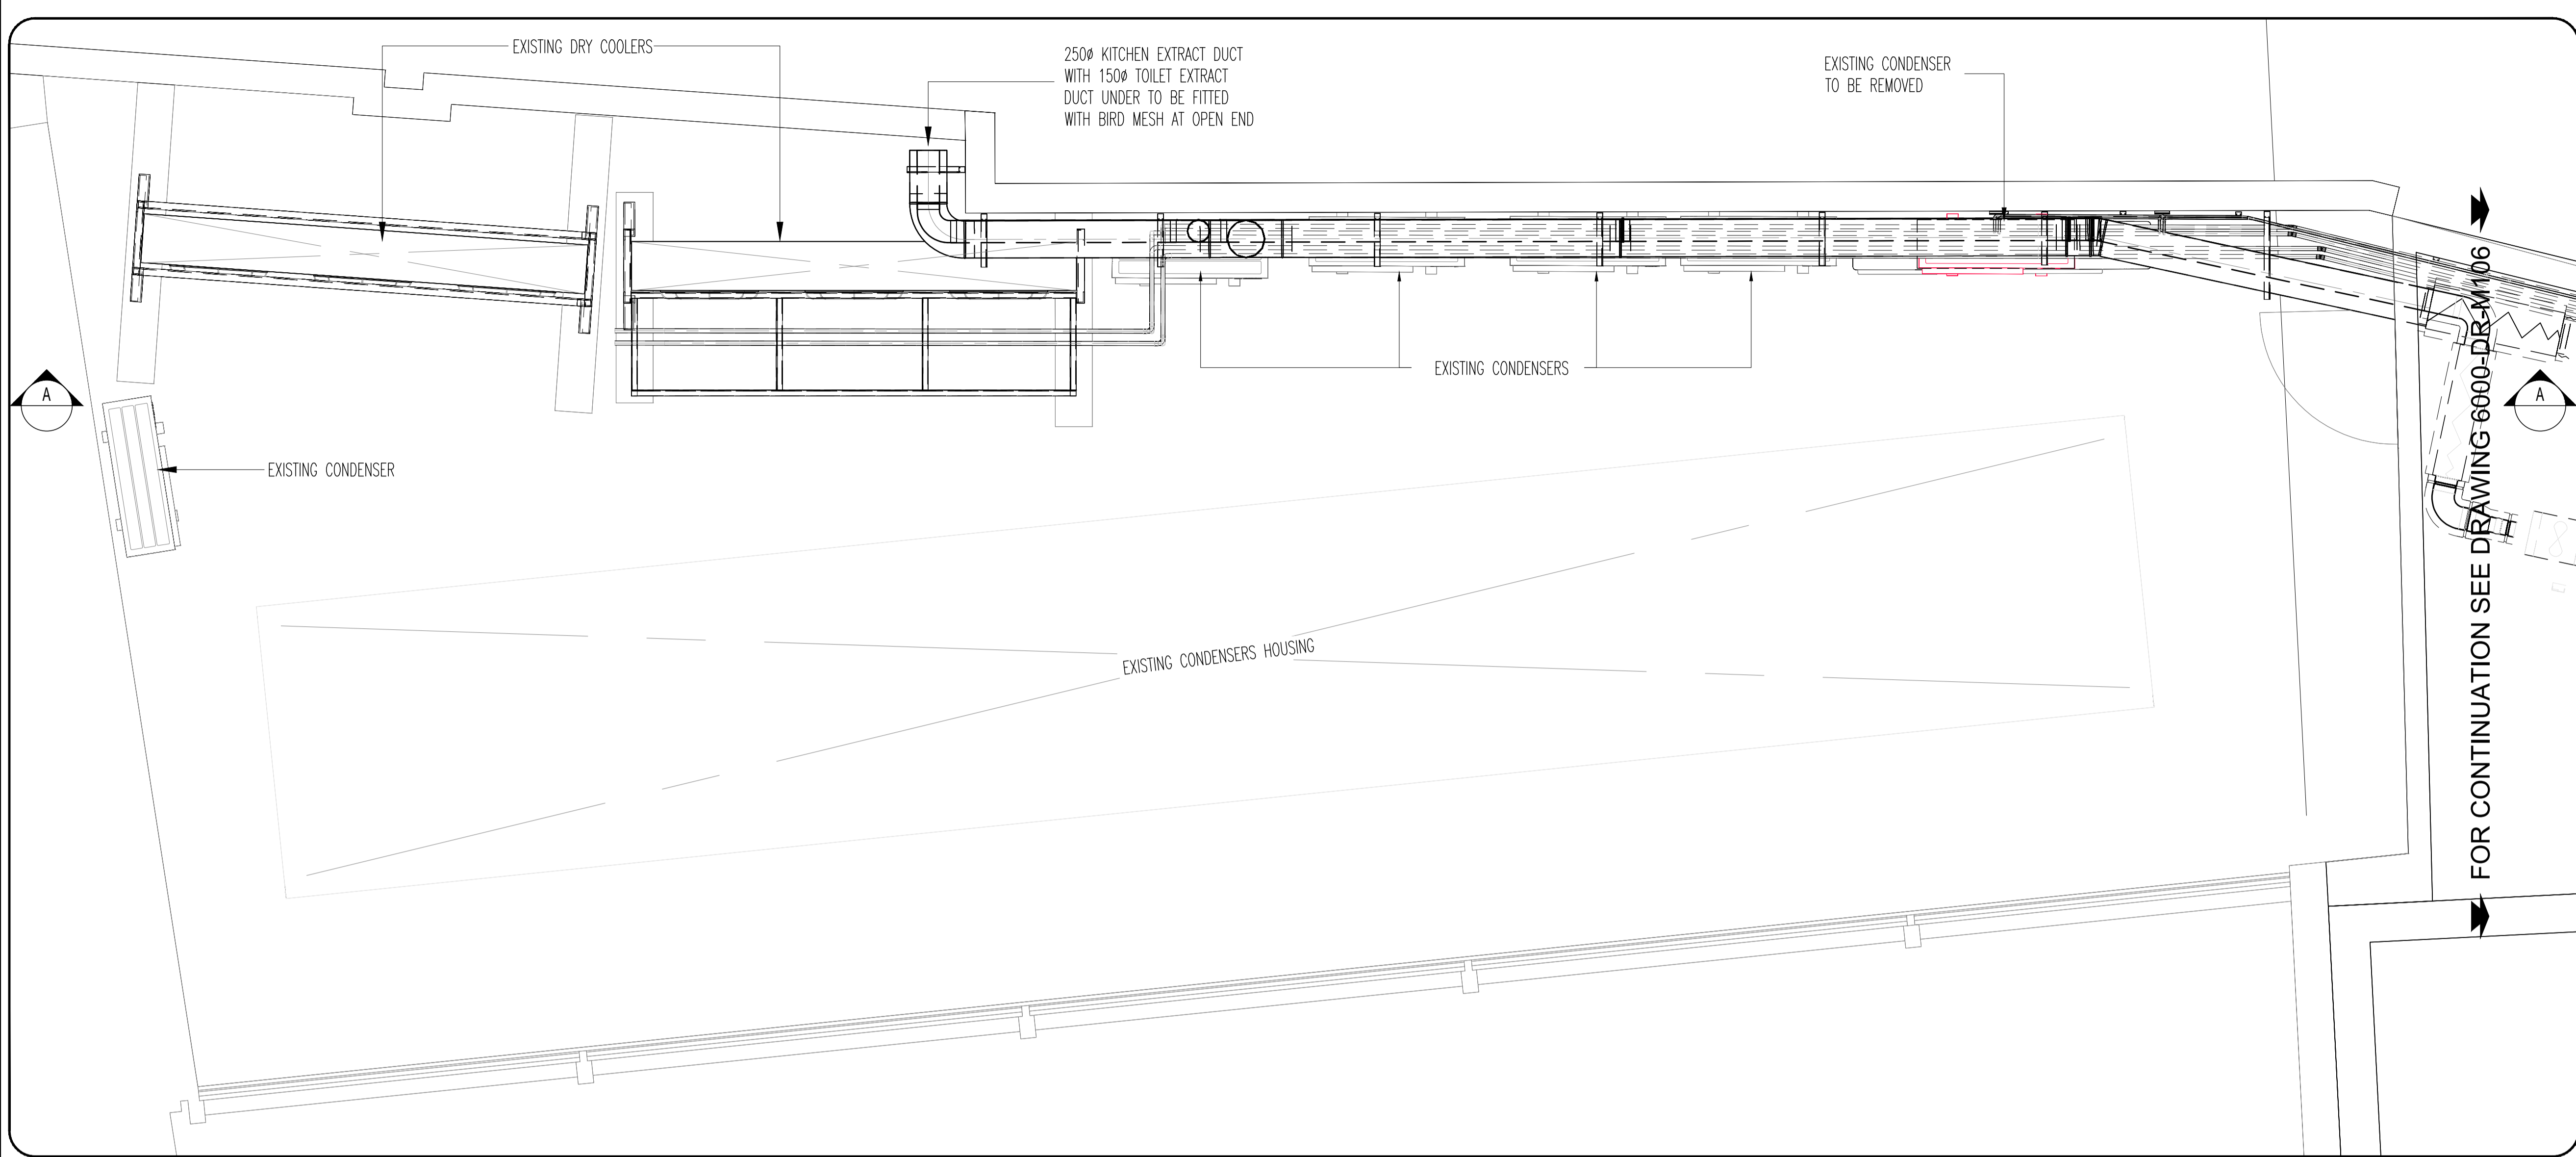 EXISTING DRY COOLERS
250Ø KITCHEN EXTRACT DUCT
WITH 150Ø TOILET EXTRACT
DUCT UNDER TO BE FITTED
WITH BIRD MESH AT OPEN END
EXISTING CONDENSER
TO BE REMOVED
EXISTING CONDENSERS
A
A
EXISTING CONDENSER
EXISTING CONDENSERS HOUSING
FOR CONTINUATION SEE DRAWING 6000-DR-M106